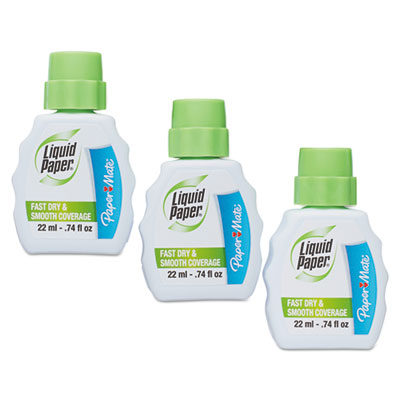 Liquid
Paper®
FAST DRY &
SMOOTH COVERAGE
22 ml - .74 fl oz
Paper Mate
Liquid
Paper®
FAST DRY &
SMOOTH COVERAGE
22 ml - .74 fl oz
Paper Mate
Liquid
Paper®
FAST DRY &
SMOOTH COVERAGE
22 ml - .74 fl oz
Paper Mate